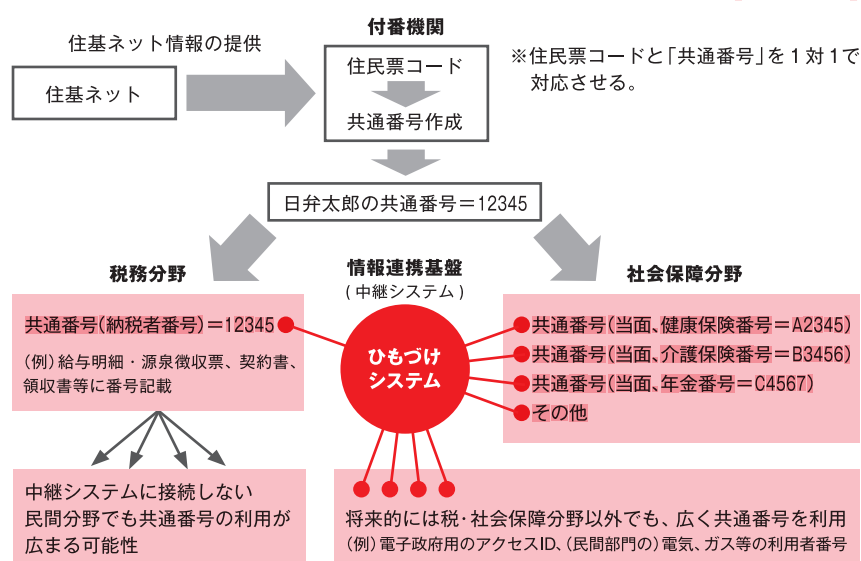 住基ネット情報の提供
住基ネット
付番機関
住民票コード
共通番号作成
※住民票コードと「共通番号」を1対1で
対応させる。
日弁太郎の共通番号＝12345
税務分野
共通番号(納税者番号)＝12345
(例)給与明細・源泉徴収票、契約書、
領収書等に番号記載
情報連携基盤
(中継システム)
ひもづけ
システム
社会保障分野
共通番号(当面、健康保険番号＝A2345)
共通番号(当面、介護保険番号＝B3456)
共通番号(当面、年金番号＝C4567)
その他
中継システムに接続しない
民間分野でも共通番号の利用が
広まる可能性
将来的には税・社会保障分野以外でも、広く共通番号を利用
(例)電子政府用のアクセスID、(民間部門の)電気、ガス等の利用者番号